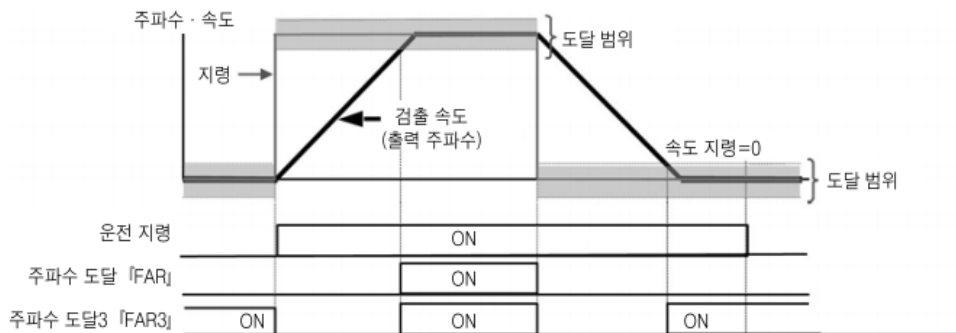 주파수 · 속도
도달 범위
지령
검출 속도
(출력 주파수)
속도 지령=0
도달 범위
운전 지령
ON
주파수 도달 『FAR』
ON
주파수 도달3 『FAR3』
ON
ON
ON